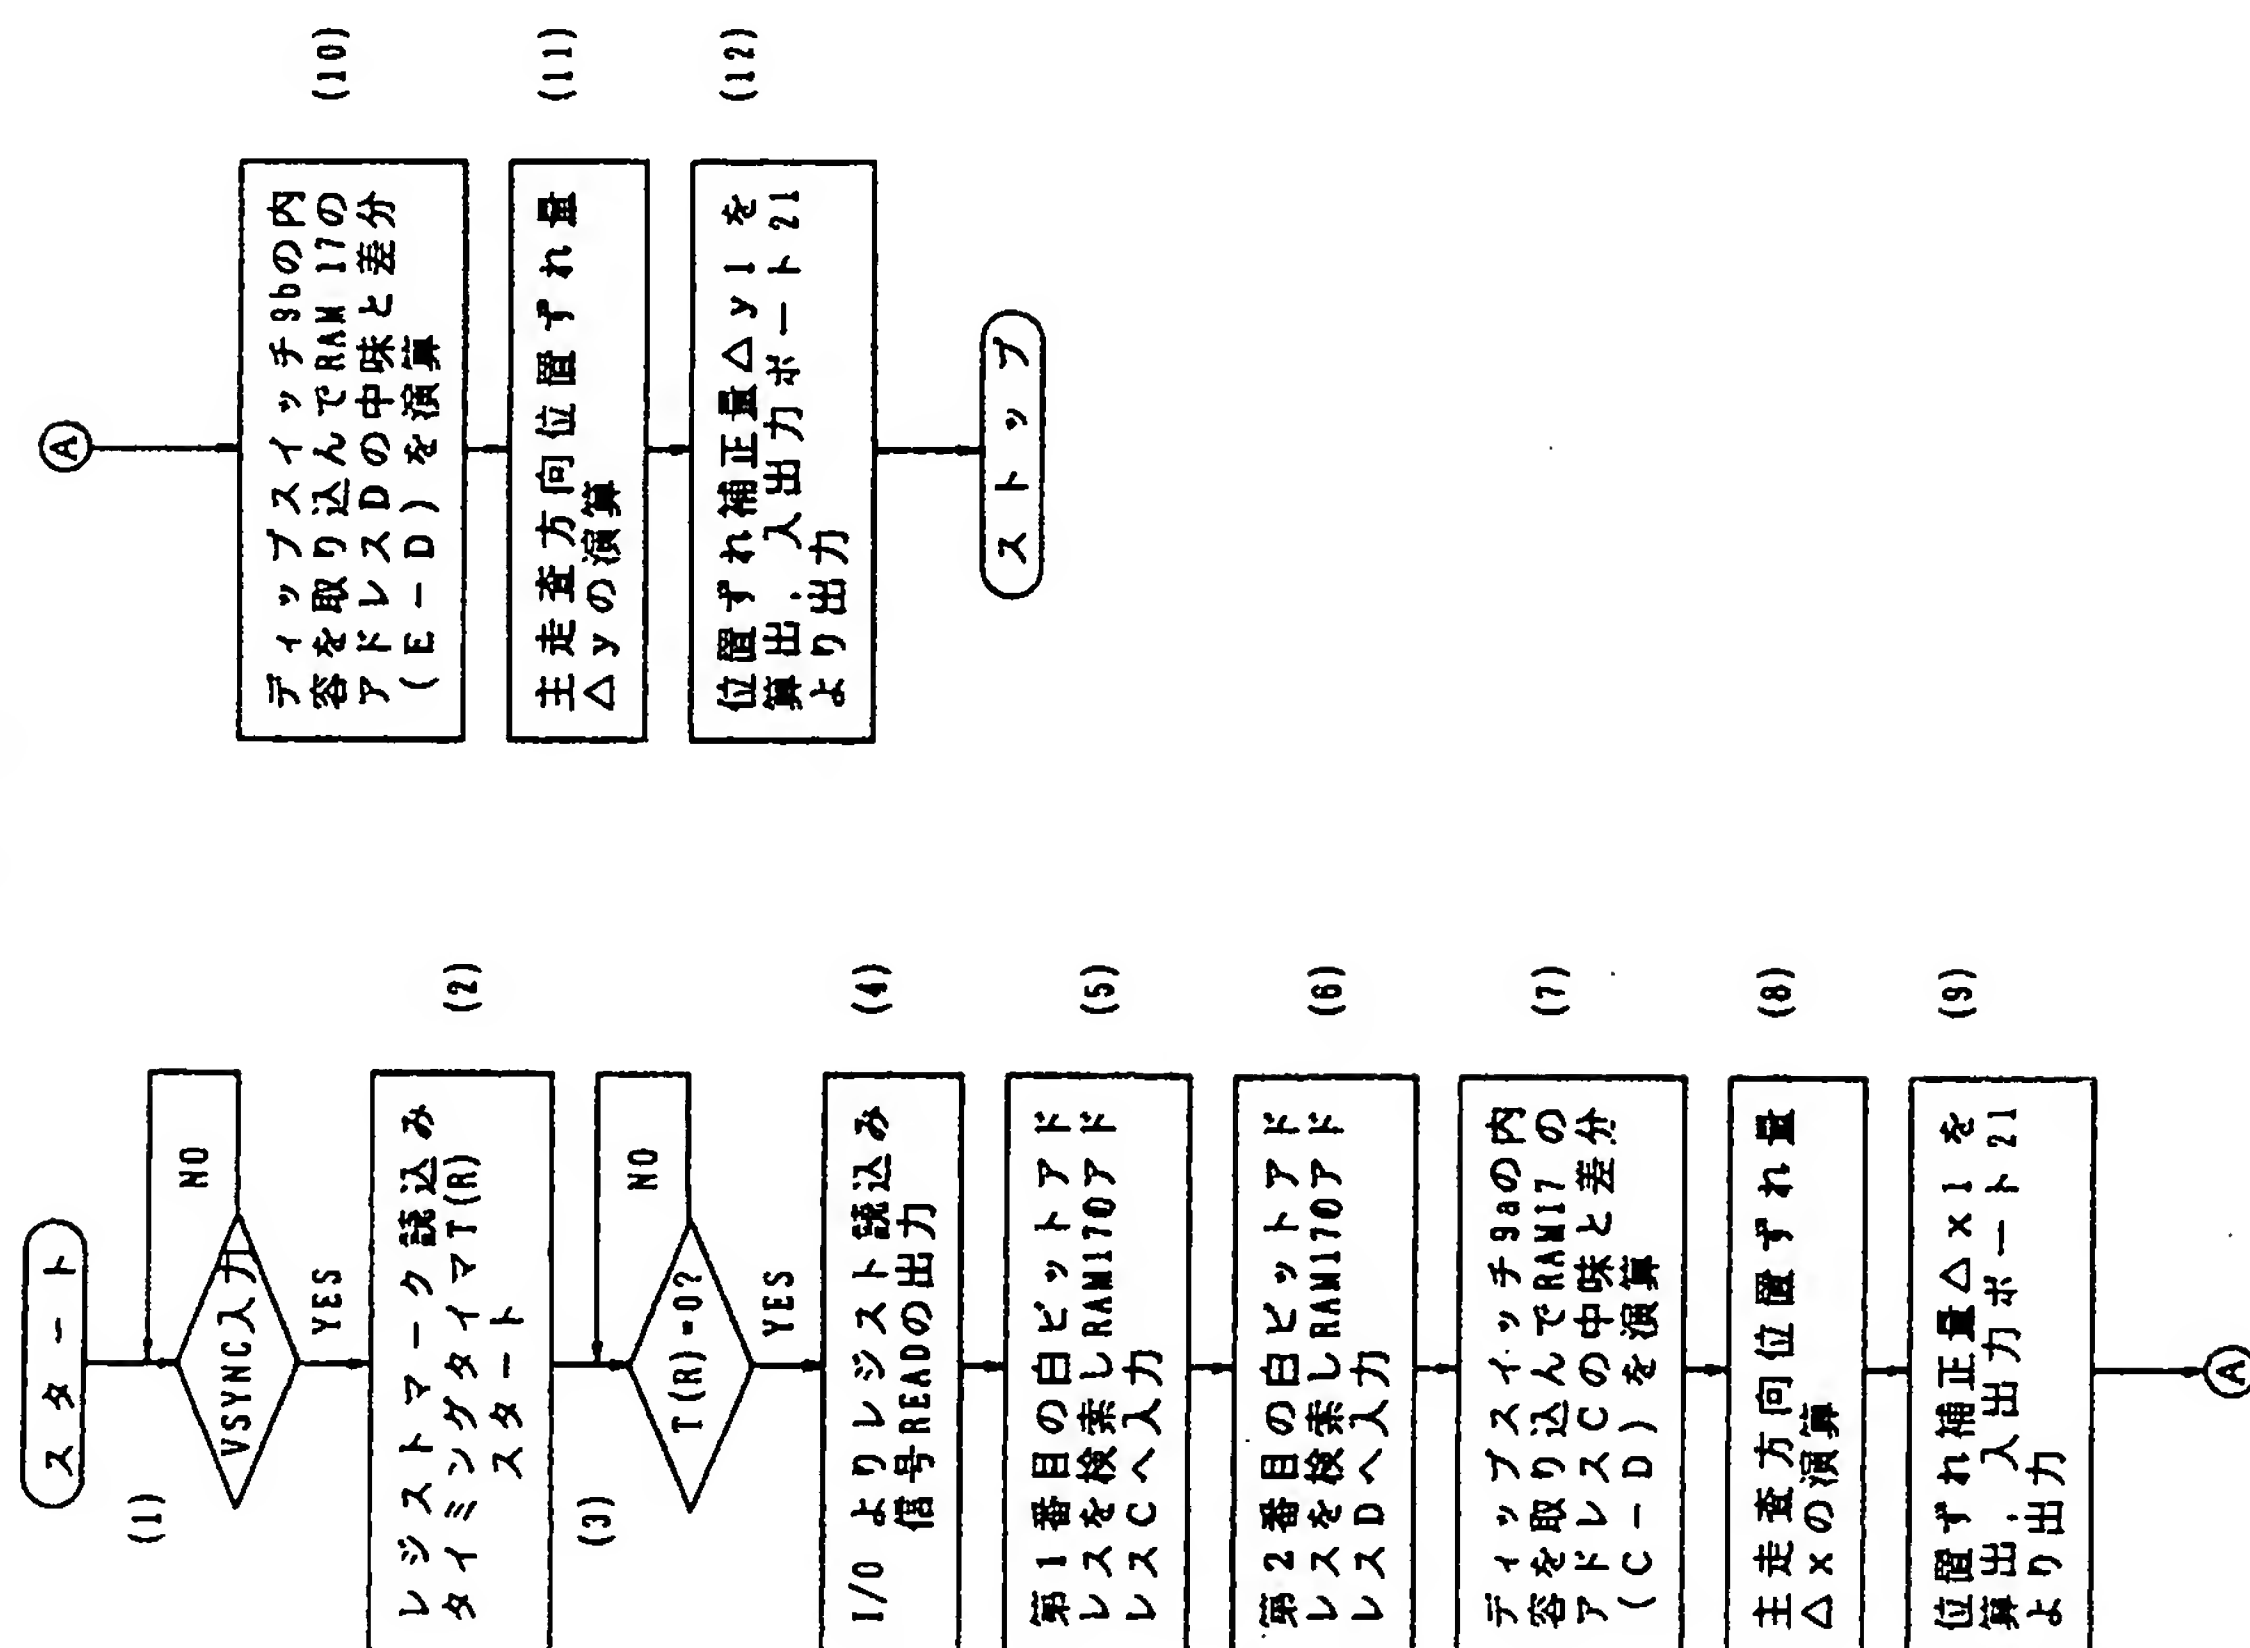 スタート
(1)
VSYNC入力
NO
YES
レジストマーク読込み
タイミングタイマT(R)
スタート
(2)
(3)
T(R)=0?
NO
YES
I/O よりレジスト読込み
信号READの出力
(4)
第1番目の白ビットアド
レスを検索しRAM170アド
レスCへ入力
(5)
第2番目の白ビットアド
レスを検索しRAM170アド
レスDへ入力
(6)
ディップスイッチ9aの内
容を取り込んでRAM17の
アドレスCの中味と差分
(C-D)を演算
(7)
主走査方向位置ずれ量
△xの演算
(8)
位置ずれ補正量△x1を
算出,入出力ポート21
より出力
(9)
A
A
ディップスイッチ9bの内
容を取り込んでRAM17の
アドレスDの中味と差分
(E-D)を演算
(10)
主走査方向位置ずれ量
△yの演算
(11)
位置ずれ補正量△y1を
算出,入出力ポート21
より出力
(12)
ストップ